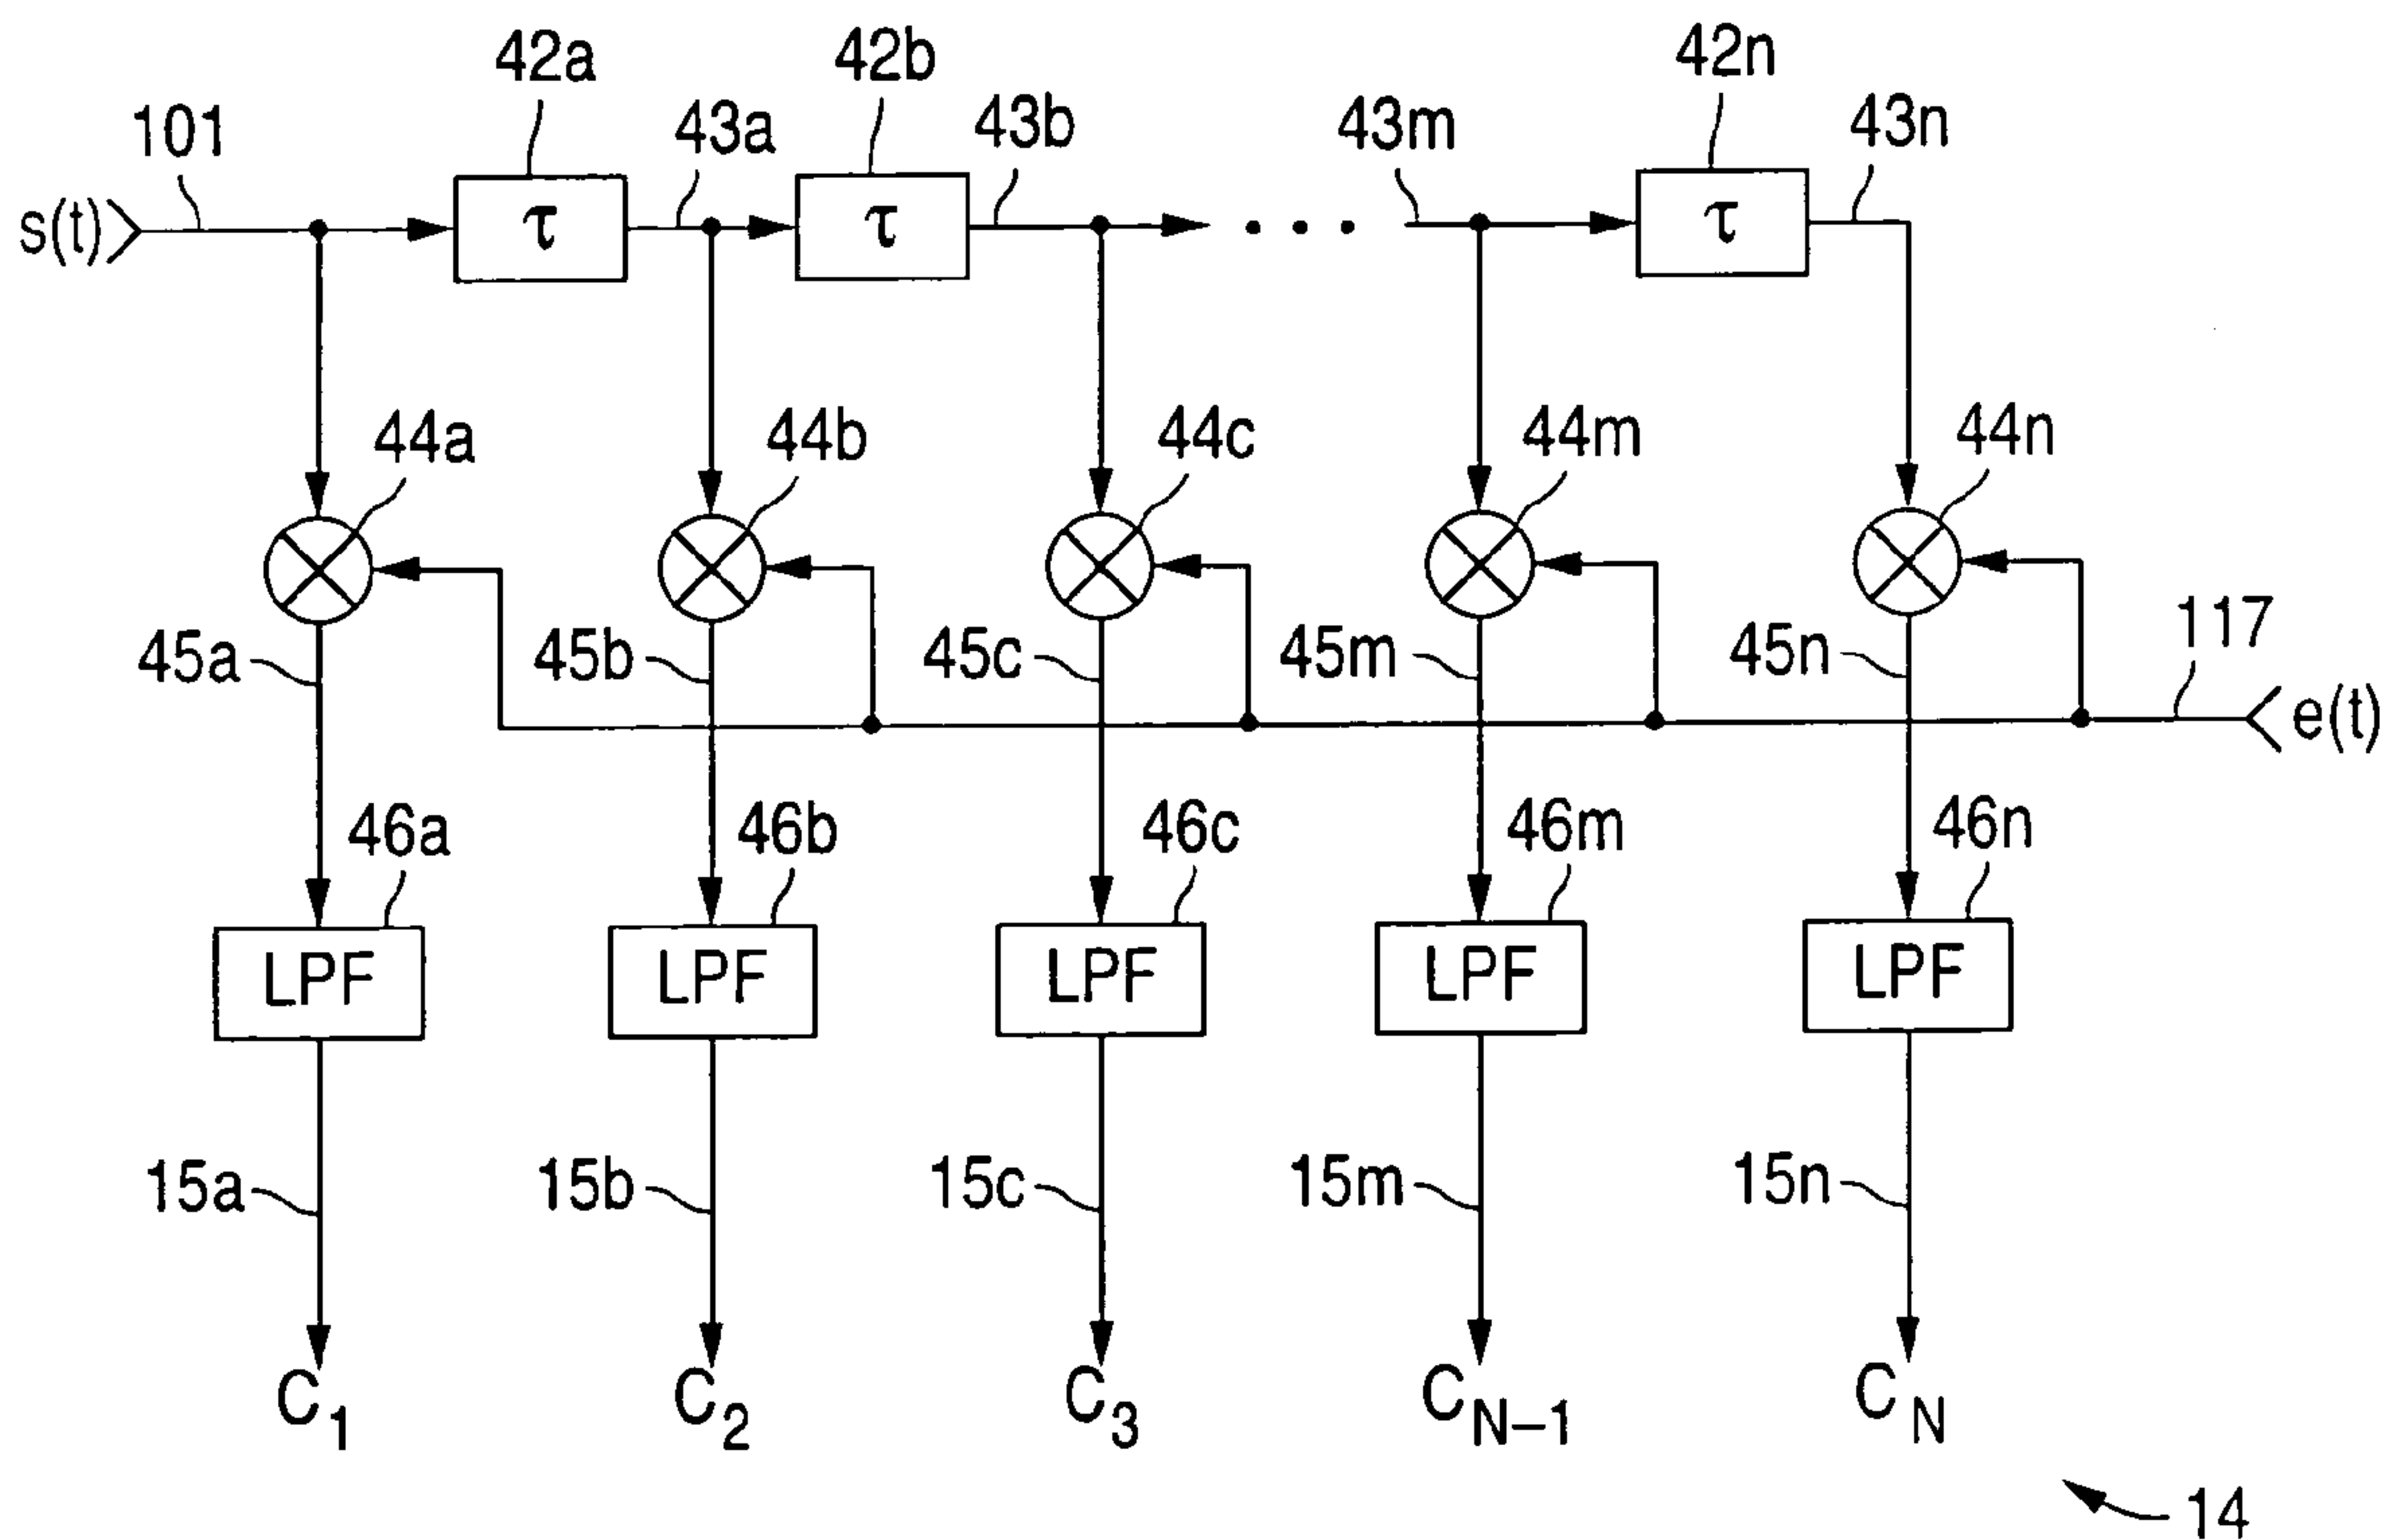 42a 42b 42n
101 43a 43b 43m 43n
s(t) τ τ . . . τ
44a 44b 44c 44m 44n
45a 45b 45c 45m 45n 117
e(t)
46a 46b 46c 46m 46n
LPF LPF LPF LPF LPF
15a 15b 15c 15m 15n
C1 C2 C3 CN–1 CN
14